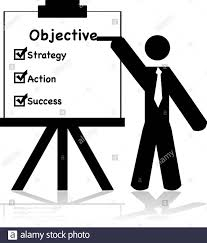 Objective
Strategy
Action
Success
alamy stock photo